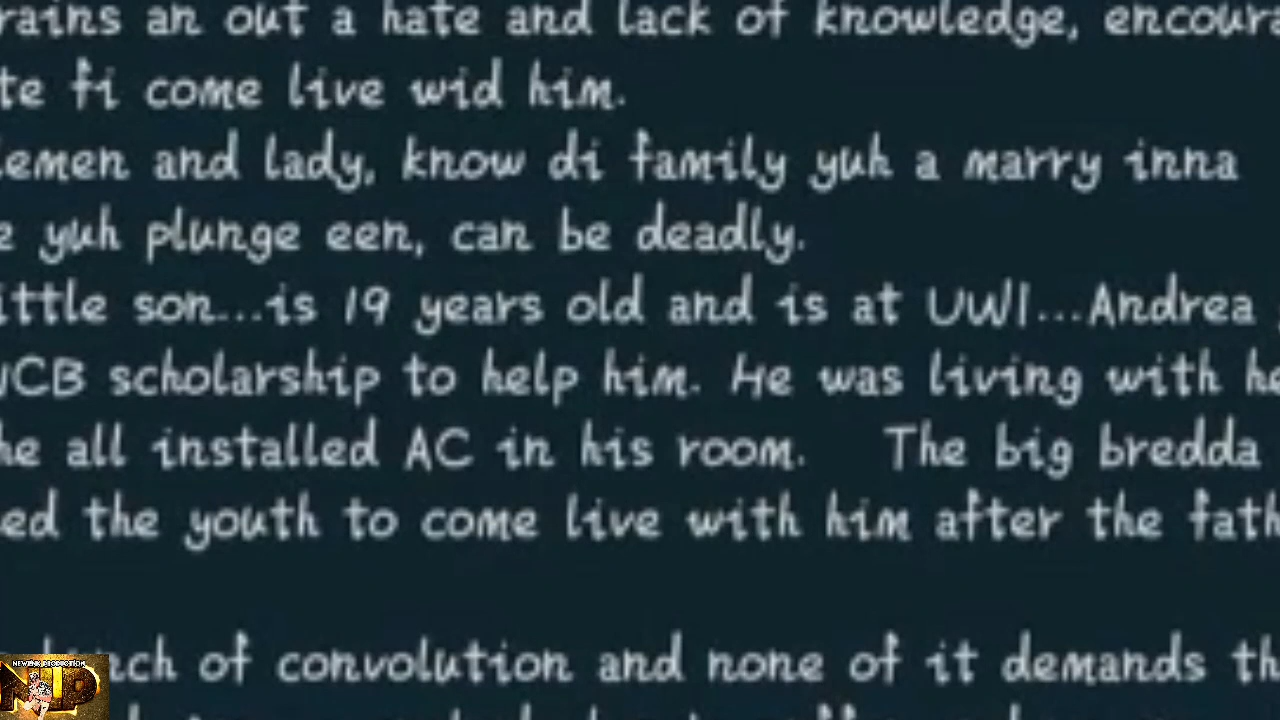 an out a hate and lack of knowledge,
fi come live wid him.
and lady, know di family yuh a marry inna
yuh plunge een, can be deadly.
son...is 19 years old and is at UWI...Andrea
scholarship to help him. He was living with
all installed AC in his room. The big bredda
the youth to come live with him after the
of convolution and none of it demands